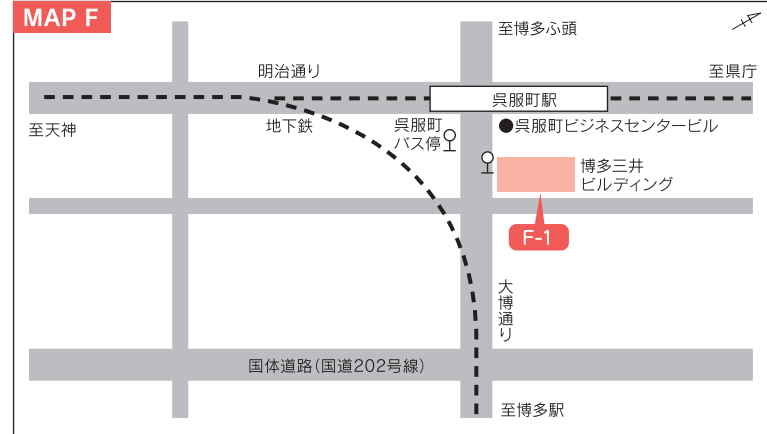 MAP F
至博多ふ頭
明治通り
至県庁
呉服町駅
至天神
地下鉄
呉服町
バス停
呉服町ビジネスセンタービル
博多三井
ビルディング
F-1
大博通り
国体道路(国道202号線)
至博多駅